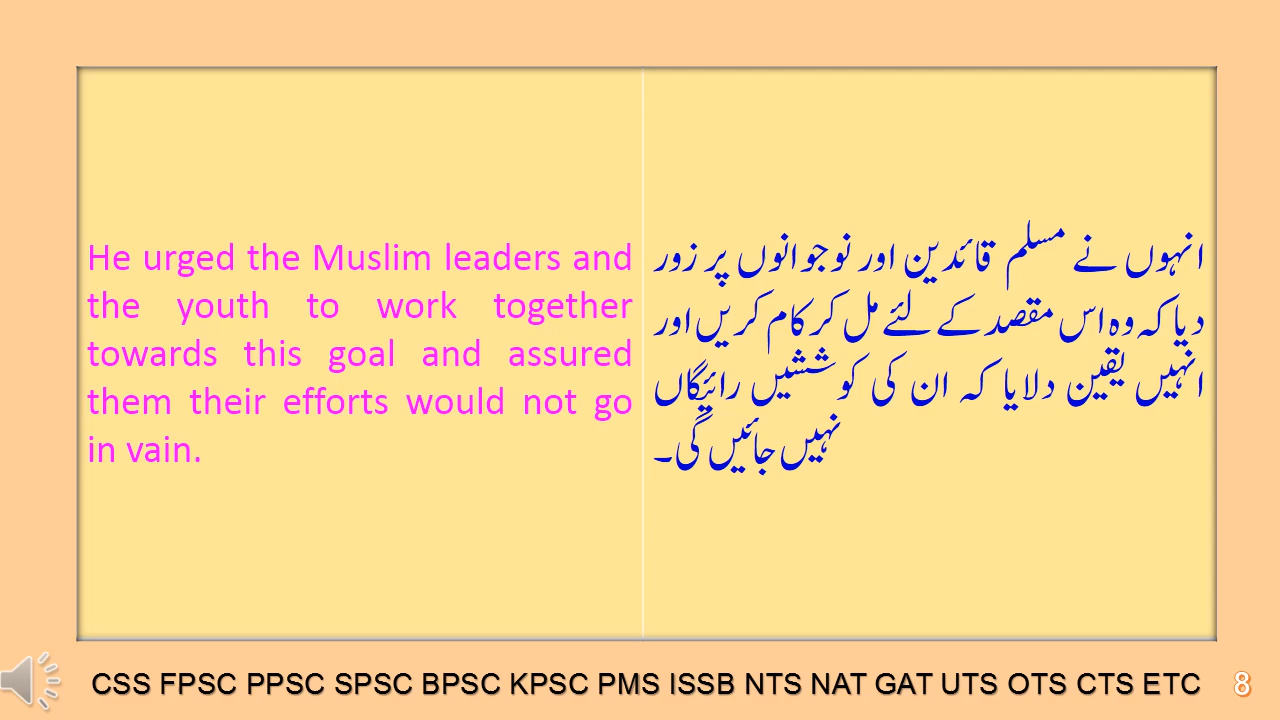 He urged the Muslim leaders and
the youth to work together
towards this goal and assured
them their efforts would not go
in vain.
انہوں نے مسلم قائدین اور نوجوانوں پر زور
دیا کہ وہ اس مقصد کے لئے مل کر کام کریں اور
انہیں یقین دلایا کہ ان کی کوششیں رائیگاں
نہیں جائیں گی۔
CSS FPSC PPSC SPSC BPSC KPSC PMS ISSB NTS NAT GAT UTS OTS CTS ETC
8